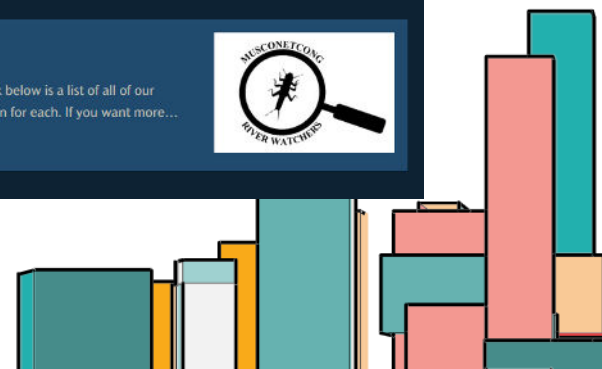 MUSCONETCONG
below is a list of all of our
n for each. If you want more...
RIVER WATCHERS